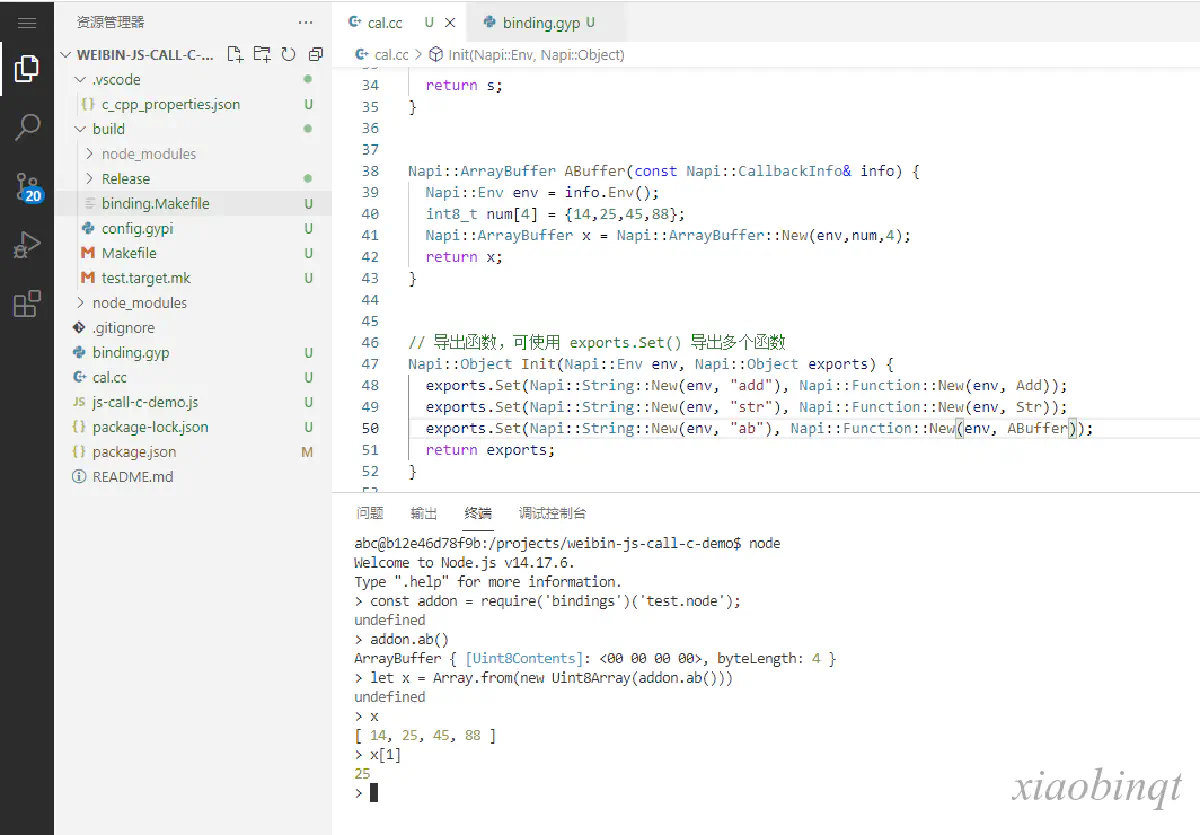 资源管理器 ...
WEIBIN-JS-CALL-C-...
.vscode
{} c_cpp_properties.json U
build
node_modules
Release
binding.Makefile U
config.gypi U
M Makefile U
M test.target.mk U
node_modules
.gitignore
binding.gyp U
cal.cc U
JS js-call-c-demo.js U
{} package-lock.json U
{} package.json M
README.md
20
cal.cc U
binding.gyp U
cal.cc > Init(Napi::Env, Napi::Object)
34 return s;
35 }
36
37
38 Napi::ArrayBuffer ABuffer(const Napi::CallbackInfo& info) {
39 Napi::Env env = info.Env();
40 int8_t num[4] = {14,25,45,88};
41 Napi::ArrayBuffer x = Napi::ArrayBuffer::New(env,num,4);
42 return x;
43 }
44
45
46 // 导出函数，可使用 exports.Set() 导出多个函数
47 Napi::Object Init(Napi::Env env, Napi::Object exports) {
48 exports.Set(Napi::String::New(env, "add"), Napi::Function::New(env, Add));
49 exports.Set(Napi::String::New(env, "str"), Napi::Function::New(env, Str));
50 exports.Set(Napi::String::New(env, "ab"), Napi::Function::New(env, ABuffer));
51 return exports;
52 }
问题 输出 终端 调试控制台
abc@b12e46d78f9b:/projects/weibin-js-call-c-demo$ node
Welcome to Node.js v14.17.6.
Type ".help" for more information.
> const addon = require('bindings')('test.node');
undefined
> addon.ab()
ArrayBuffer { [Uint8Contents]: <00 00 00 00>, byteLength: 4 }
> let x = Array.from(new Uint8Array(addon.ab()))
undefined
> x
[ 14, 25, 45, 88 ]
> x[1]
25
>
xiaobinqt